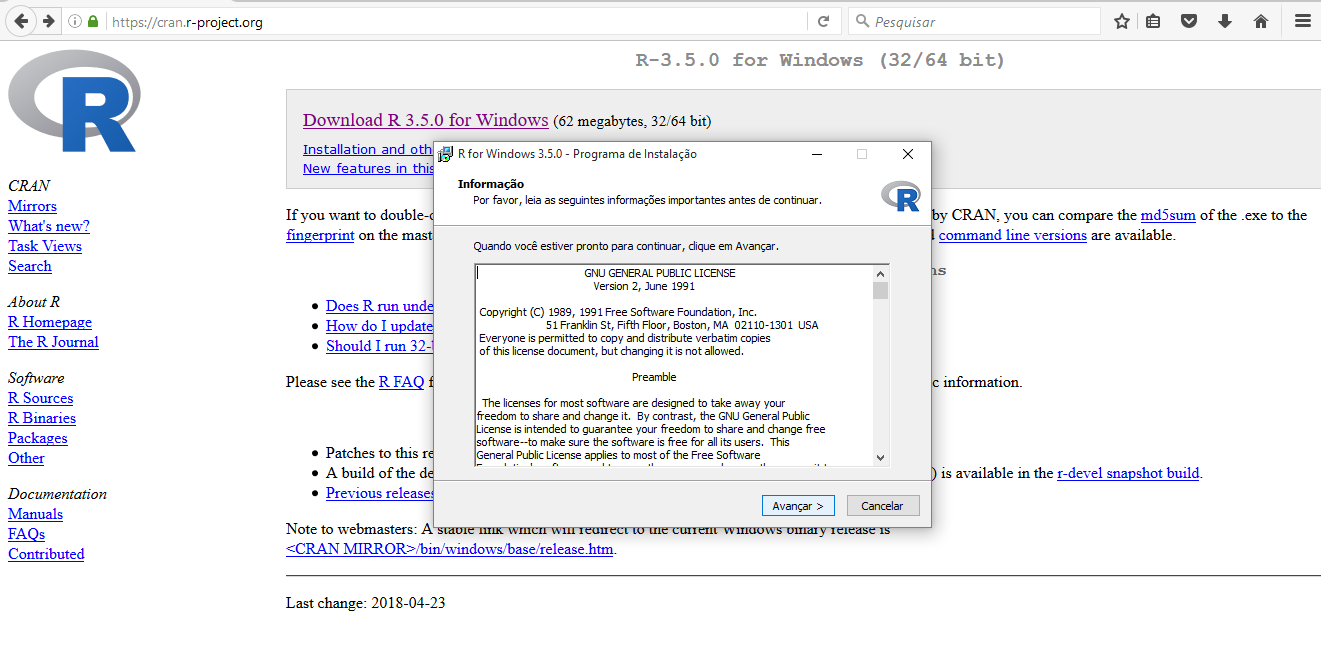 https://cran.r-project.org
Pesquisar
R
CRAN
Mirrors
What's new?
Task Views
Search
About R
R Homepage
The R Journal
Software
R Sources
R Binaries
Packages
Other
Documentation
Manuals
FAQs
Contributed
R-3.5.0 for Windows (32/64 bit)
Download R 3.5.0 for Windows (62 megabytes, 32/64 bit)
Installation and oth
New features in this
If you want to double-c by CRAN, you can compare the md5sum of the .exe to the
fingerprint on the mast command line versions are available.
ns
Does R run unde
How do I update
Should I run 32-
Please see the R FAQ f c information.
Patches to this re
A build of the de ) is available in the r-devel snapshot build.
Previous releases
Note to webmasters: A stable link which will redirect to the current Windows binary release is
<CRAN MIRROR>/bin/windows/base/release.htm.
Last change: 2018-04-23
R for Windows 3.5.0 - Programa de Instalação
Informação
Por favor, leia as seguintes informações importantes antes de continuar.
R
Quando você estiver pronto para continuar, clique em Avançar.
GNU GENERAL PUBLIC LICENSE
Version 2, June 1991
Copyright (C) 1989, 1991 Free Software Foundation, Inc.
51 Franklin St, Fifth Floor, Boston, MA 02110-1301 USA
Everyone is permitted to copy and distribute verbatim copies
of this license document, but changing it is not allowed.
Preamble
The licenses for most software are designed to take away your
freedom to share and change it. By contrast, the GNU General Public
License is intended to guarantee your freedom to share and change free
software--to make sure the software is free for all its users. This
General Public License applies to most of the Free Software
Avançar >
Cancelar